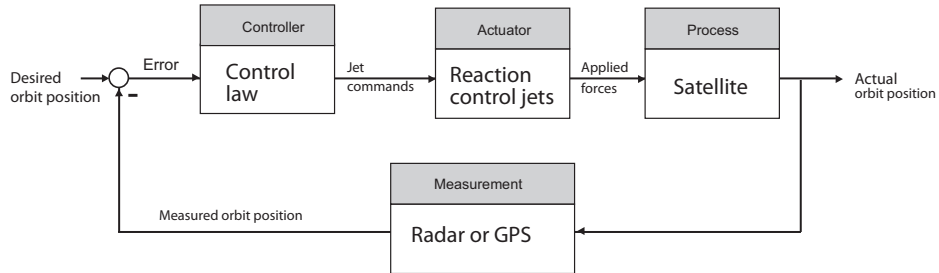 Controller
Actuator
Process
Desired
orbit position
Error
Control
law
Jet
commands
Reaction
control jets
Applied
forces
Satellite
Actual
orbit position
-
Measurement
Measured orbit position
Radar or GPS